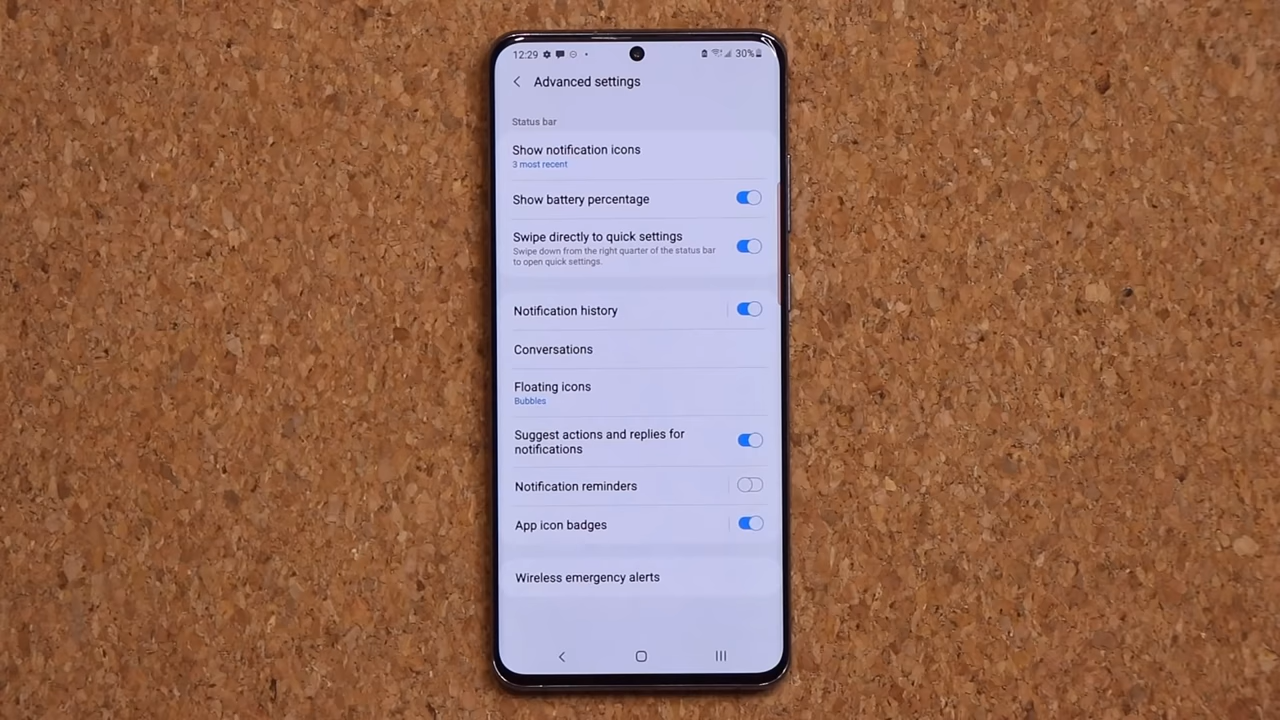 12:29 30%
Advanced settings
Status bar
Show notification icons
3 most recent
Show battery percentage
Swipe directly to quick settings
Swipe down from the right quarter of the status bar
to open quick settings.
Notification history
Conversations
Floating icons
Bubbles
Suggest actions and replies for
notifications
Notification reminders
App icon badges
Wireless emergency alerts